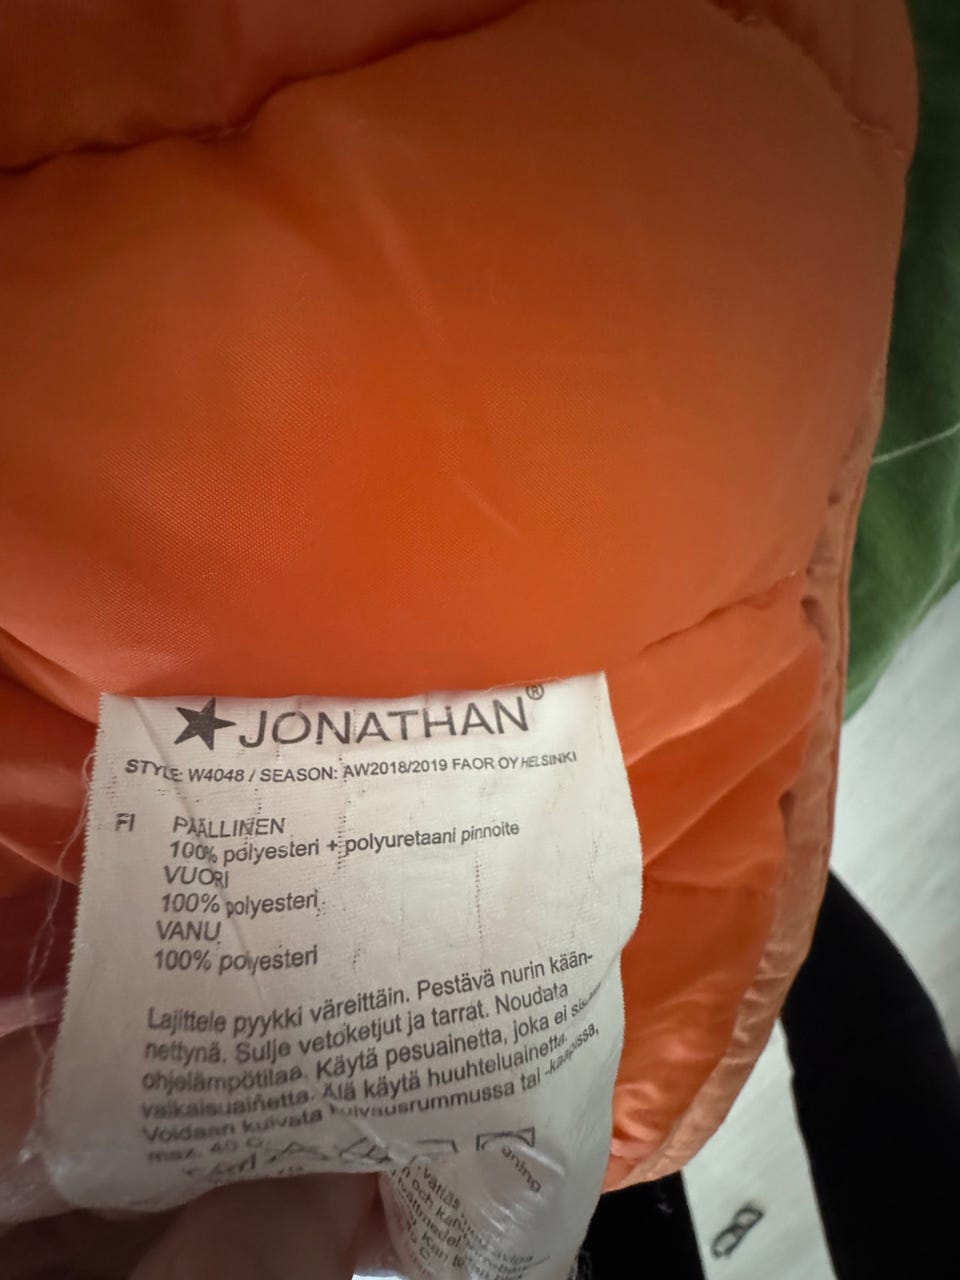 ★JONATHAN®
STYLE: W4048 / SEASON: AW2018/2019 FAOR OY HELSINKI
FI PÄÄLLINEN
100% polyesteri + polyuretaani pinnoite
VUORI
100% polyesteri
VANU
100% polyesteri
Lajittele pyykki väreittäin. Pestävä nurin kään-
nettynä. Sulje vetoketjut ja tarrat. Noudata
ohjelämpötilaa. Käytä pesuainetta, joka ei
valkaisuainetta. Älä käytä huuhteluainetta.
Voidaan kuivata kuivausrummussa tai -kaapissa,
max. 40 C